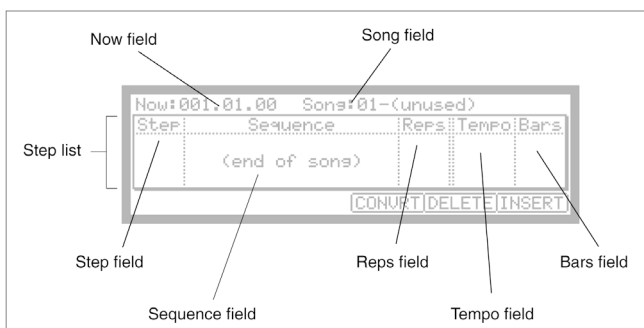 Now field
Song field
Now:001.01.00 Song:01-(unused)
Step Sequence Reps Tempo Bars
Step list
(end of song)
[CONVRT][DELETE][INSERT]
Step field
Reps field
Bars field
Sequence field
Tempo field